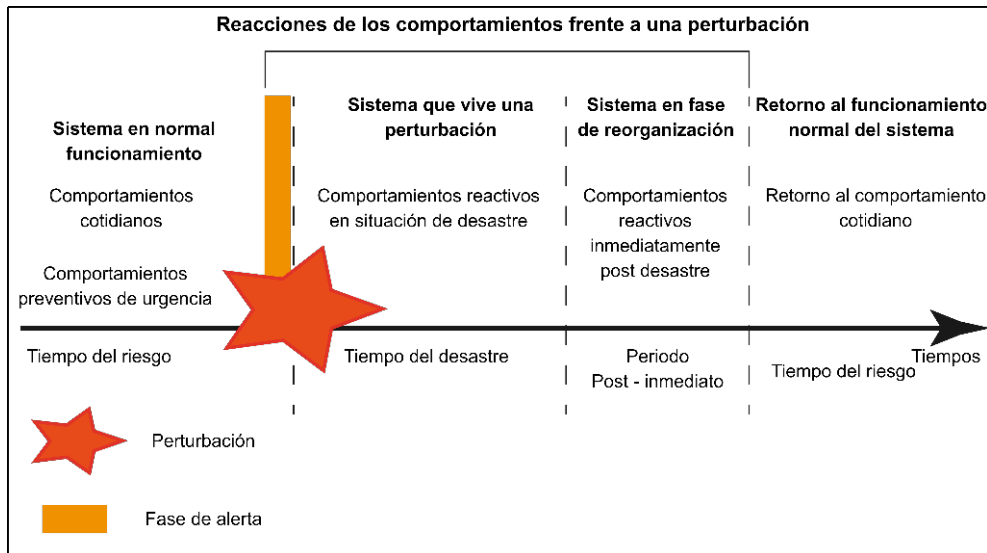 Reacciones de los comportamientos frente a una perturbación
Sistema en normal
funcionamiento
Comportamientos
cotidianos
Comportamientos
preventivos de urgencia
Sistema que vive una
perturbación
Comportamientos reactivos
en situación de desastre
Sistema en fase
de reorganización
Comportamientos
reactivos
inmediatamente
post desastre
Retorno al funcionamiento
normal del sistema
Retorno al comportamiento
cotidiano
Tiempo del riesgo
Tiempo del desastre
Periodo
Post - inmediato
Tiempo del riesgo
Tiempos
Perturbación
Fase de alerta